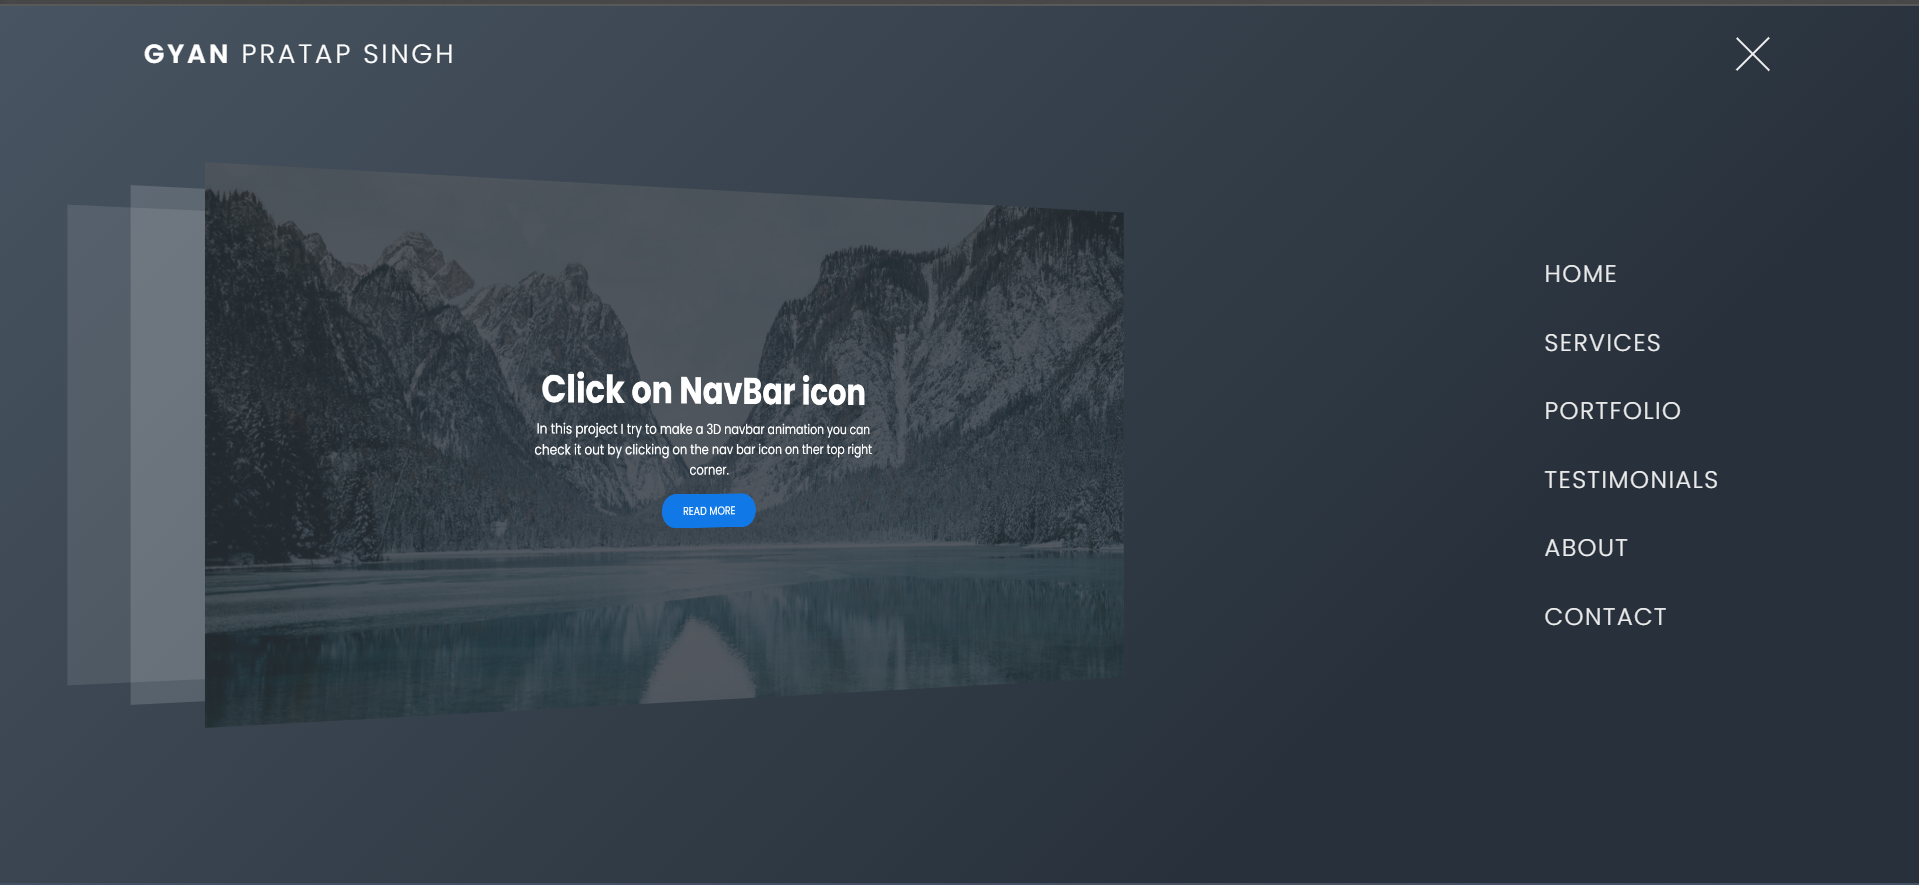 GYAN PRATAP SINGH
Click on NavBar icon
In this project I try to make a 3D navbar animation you can
check it out by clicking on the nav bar icon on ther top right
corner.
READ MORE
HOME
SERVICES
PORTFOLIO
TESTIMONIALS
ABOUT
CONTACT